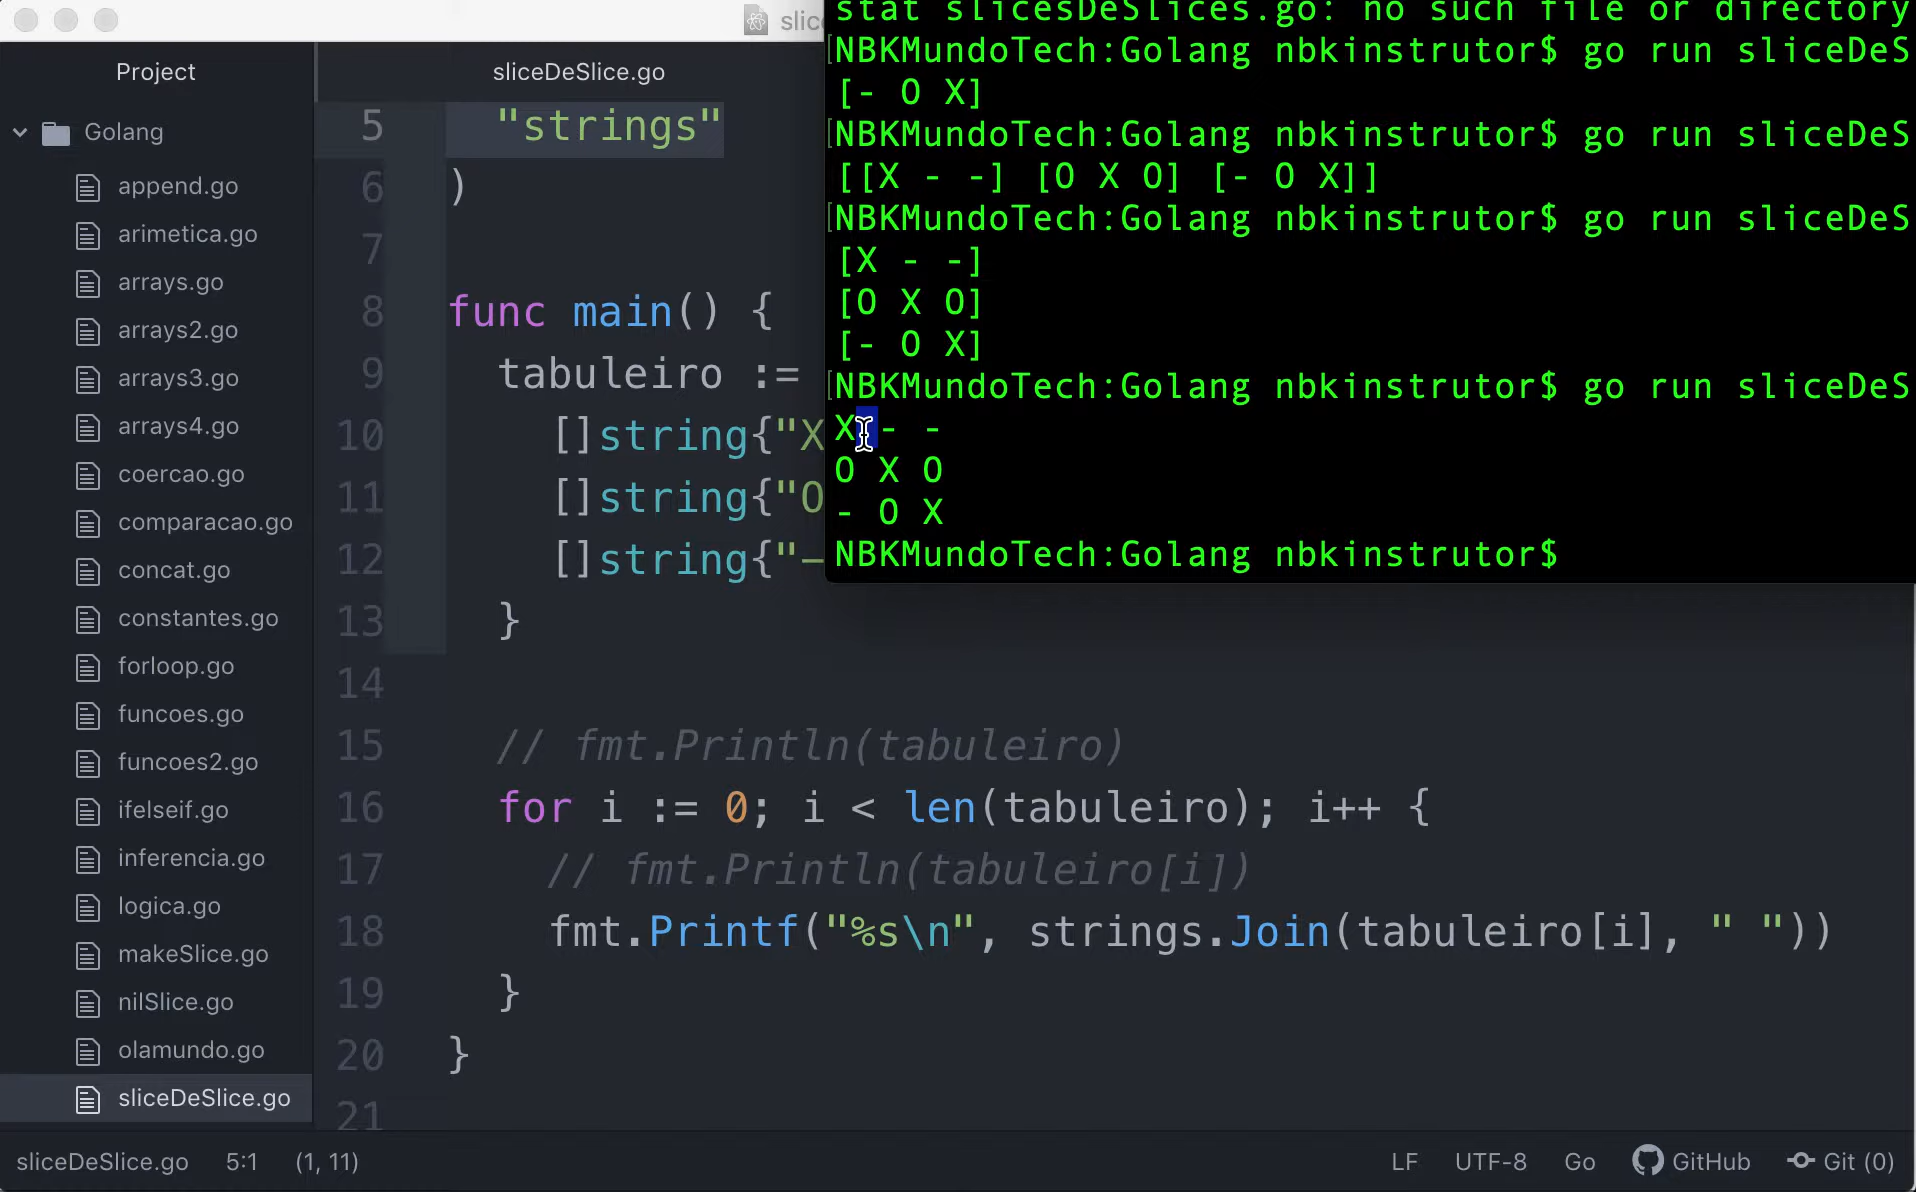 slic
Project
Golang
append.go
arimetica.go
arrays.go
arrays2.go
arrays3.go
arrays4.go
coercao.go
comparacao.go
concat.go
constantes.go
forloop.go
funcoes.go
funcoes2.go
ifelseif.go
inferencia.go
logica.go
makeSlice.go
nilSlice.go
olamundo.go
sliceDeSlice.go
sliceDeSlice.go
5 "strings"
6 )
7
8 func main() {
9 tabuleiro :=
10 []string{"X
11 []string{"O
12 []string{"-
13 }
14
15 // fmt.Println(tabuleiro)
16 for i := 0; i < len(tabuleiro); i++ {
17 // fmt.Println(tabuleiro[i])
18 fmt.Printf("%s\n", strings.Join(tabuleiro[i], " "))
19 }
20 }
21
stat slicesDeSlices.go: no such file or directory
[NBKMundoTech:Golang nbkinstrutor$ go run sliceDeS
[- O X]
[NBKMundoTech:Golang nbkinstrutor$ go run sliceDeS
[[X - -] [O X O] [- O X]]
[NBKMundoTech:Golang nbkinstrutor$ go run sliceDeS
[X - -]
[O X O]
[- O X]
[NBKMundoTech:Golang nbkinstrutor$ go run sliceDeS
X - -
O X O
- O X
NBKMundoTech:Golang nbkinstrutor$
sliceDeSlice.go 5:1 (1, 11)
LF UTF-8 Go GitHub Git (0)